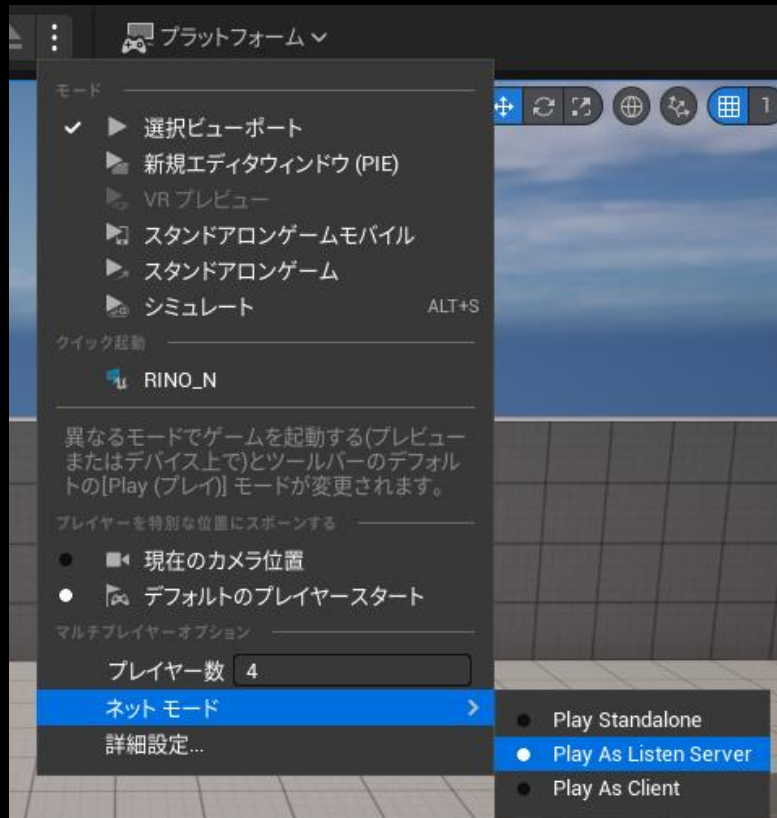 プラットフォーム
モード
選択ビューポート
新規エディタウィンドウ (PIE)
VR プレビュー
スタンドアロンゲームモバイル
スタンドアロンゲーム
シミュレート ALT+S
クイック起動
RINO_N
異なるモードでゲームを起動する(プレビュー
またはデバイス上で)とツールバーのデフォル
トの[Play (プレイ)] モードが変更されます。
プレイヤーを特別な位置にスポーンする
現在のカメラ位置
デフォルトのプレイヤースタート
マルチプレイヤーオプション
プレイヤー数 4
ネット モード
詳細設定...
Play Standalone
Play As Listen Server
Play As Client